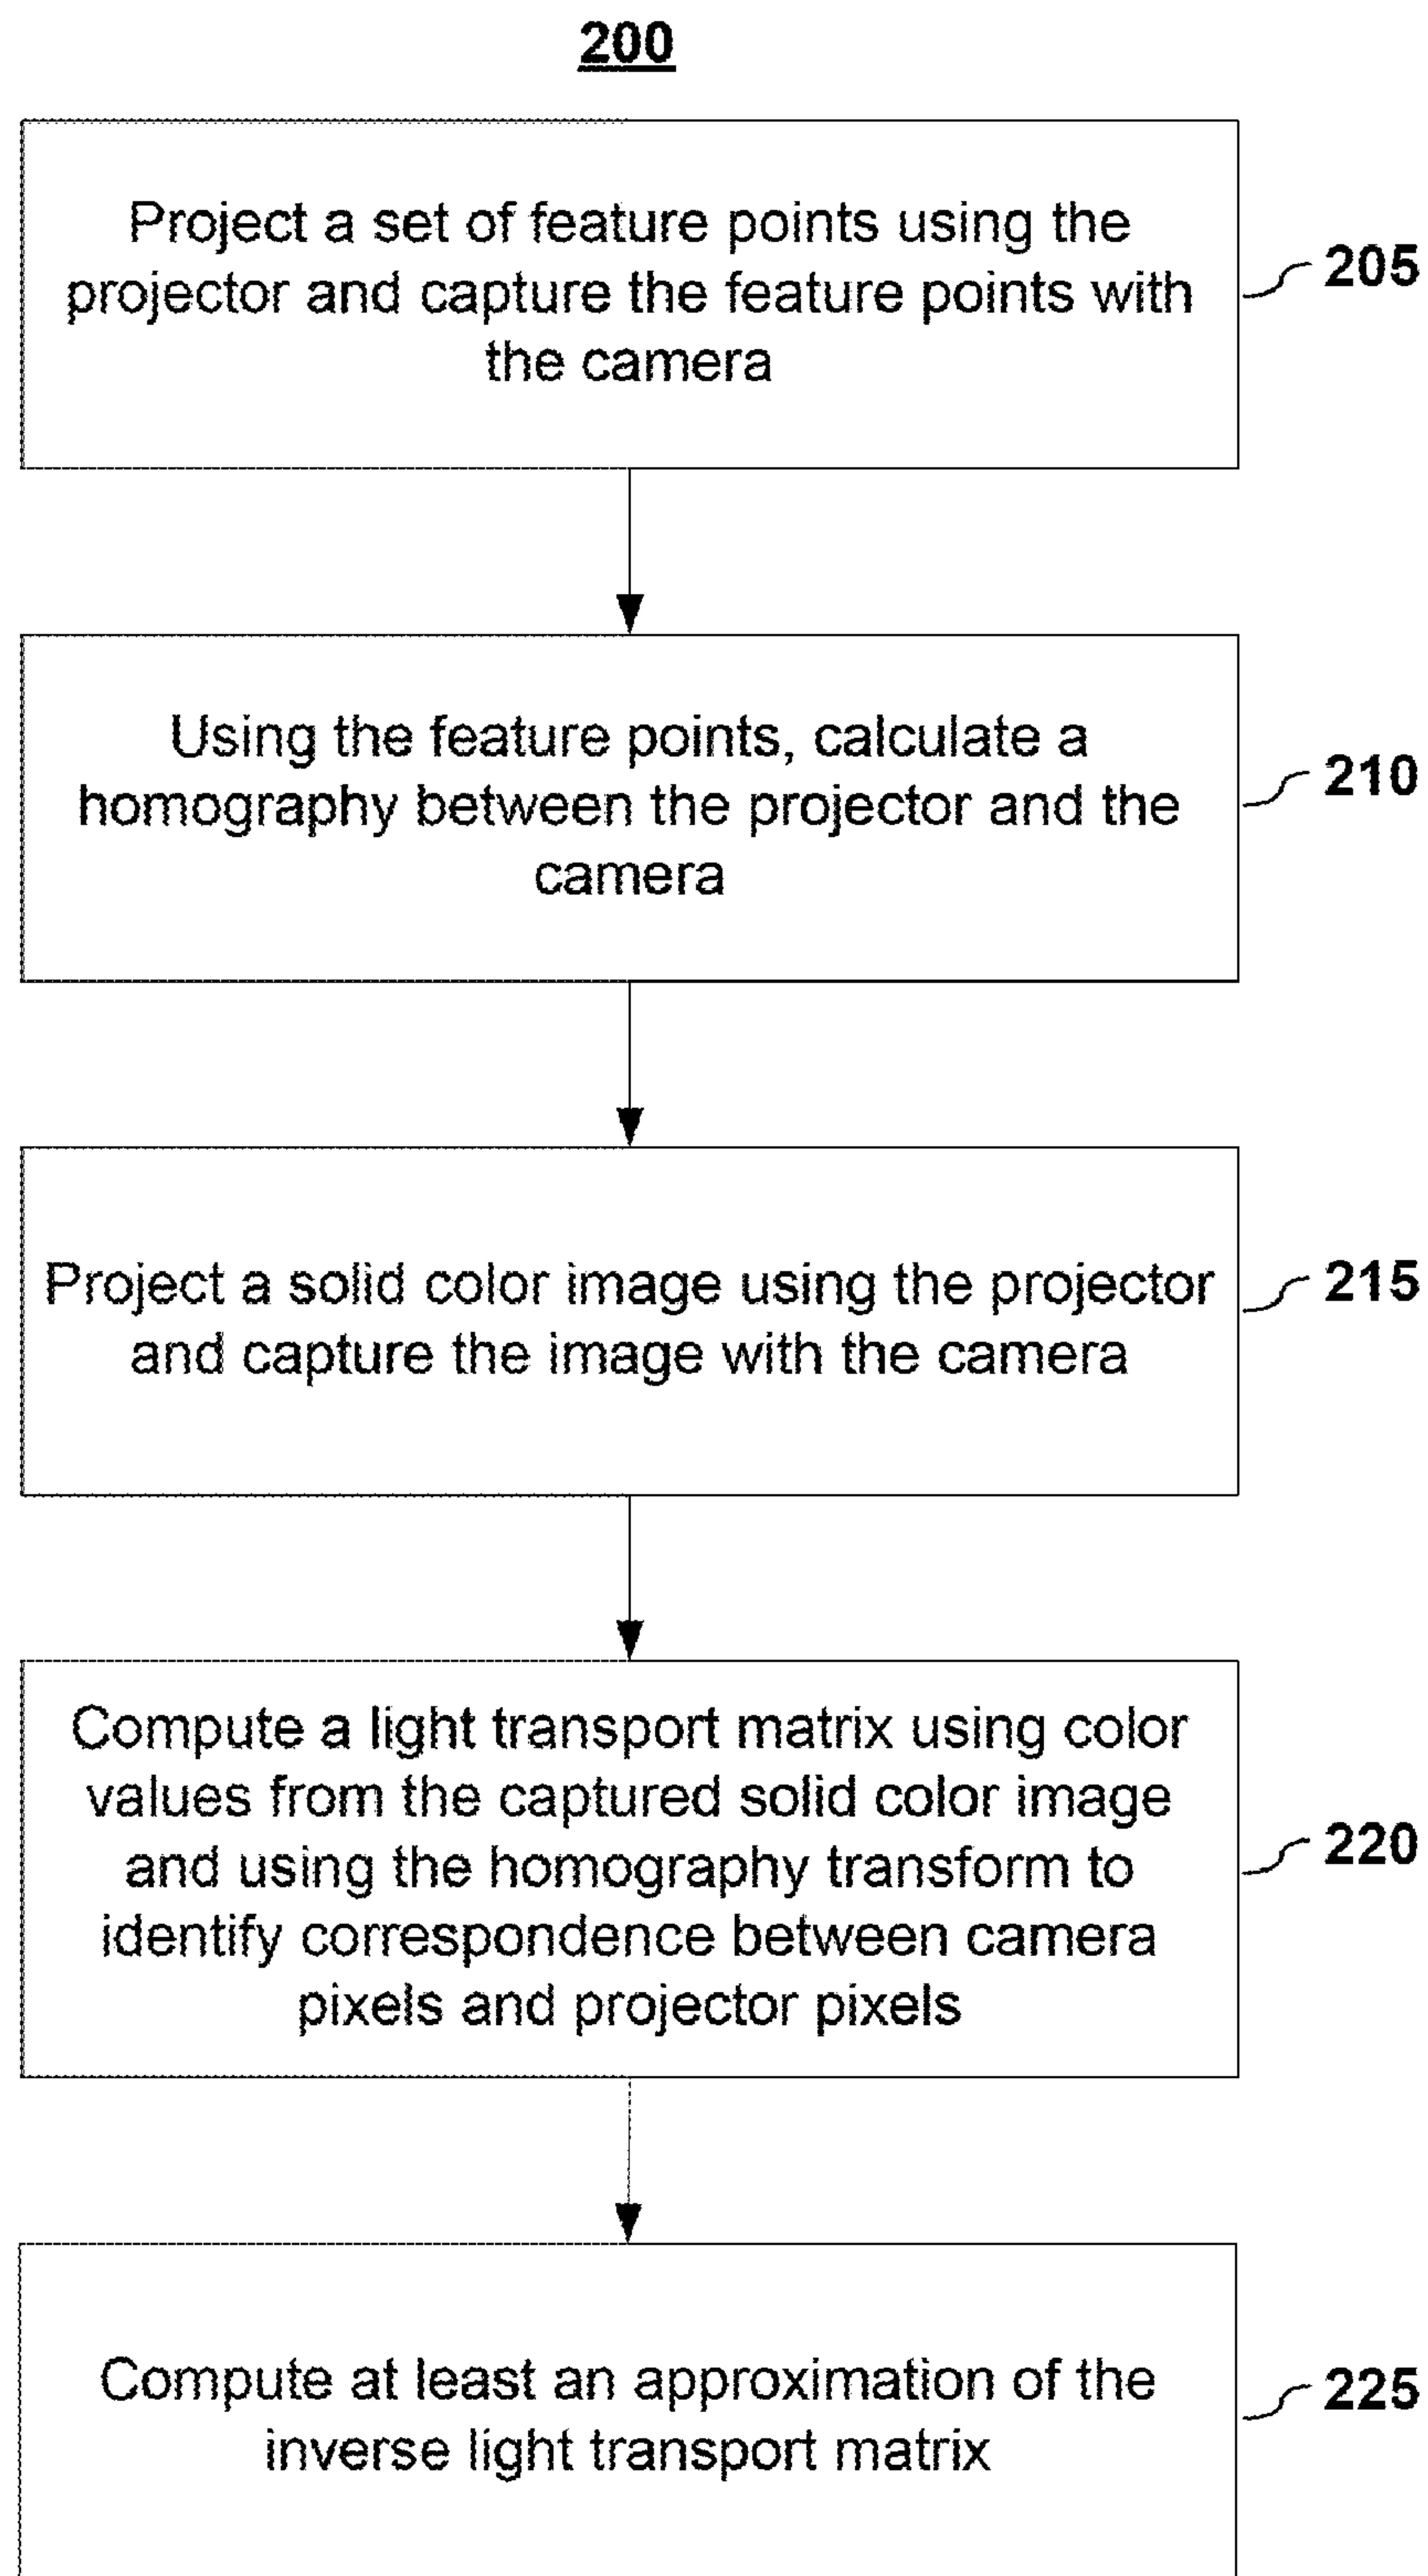 200
Project a set of feature points using the
projector and capture the feature points with
the camera
205
Using the feature points, calculate a
homography between the projector and the
camera
210
Project a solid color image using the projector
and capture the image with the camera
215
Compute a light transport matrix using color
values from the captured solid color image
and using the homography transform to
identify correspondence between camera
pixels and projector pixels
220
Compute at least an approximation of the
inverse light transport matrix
225